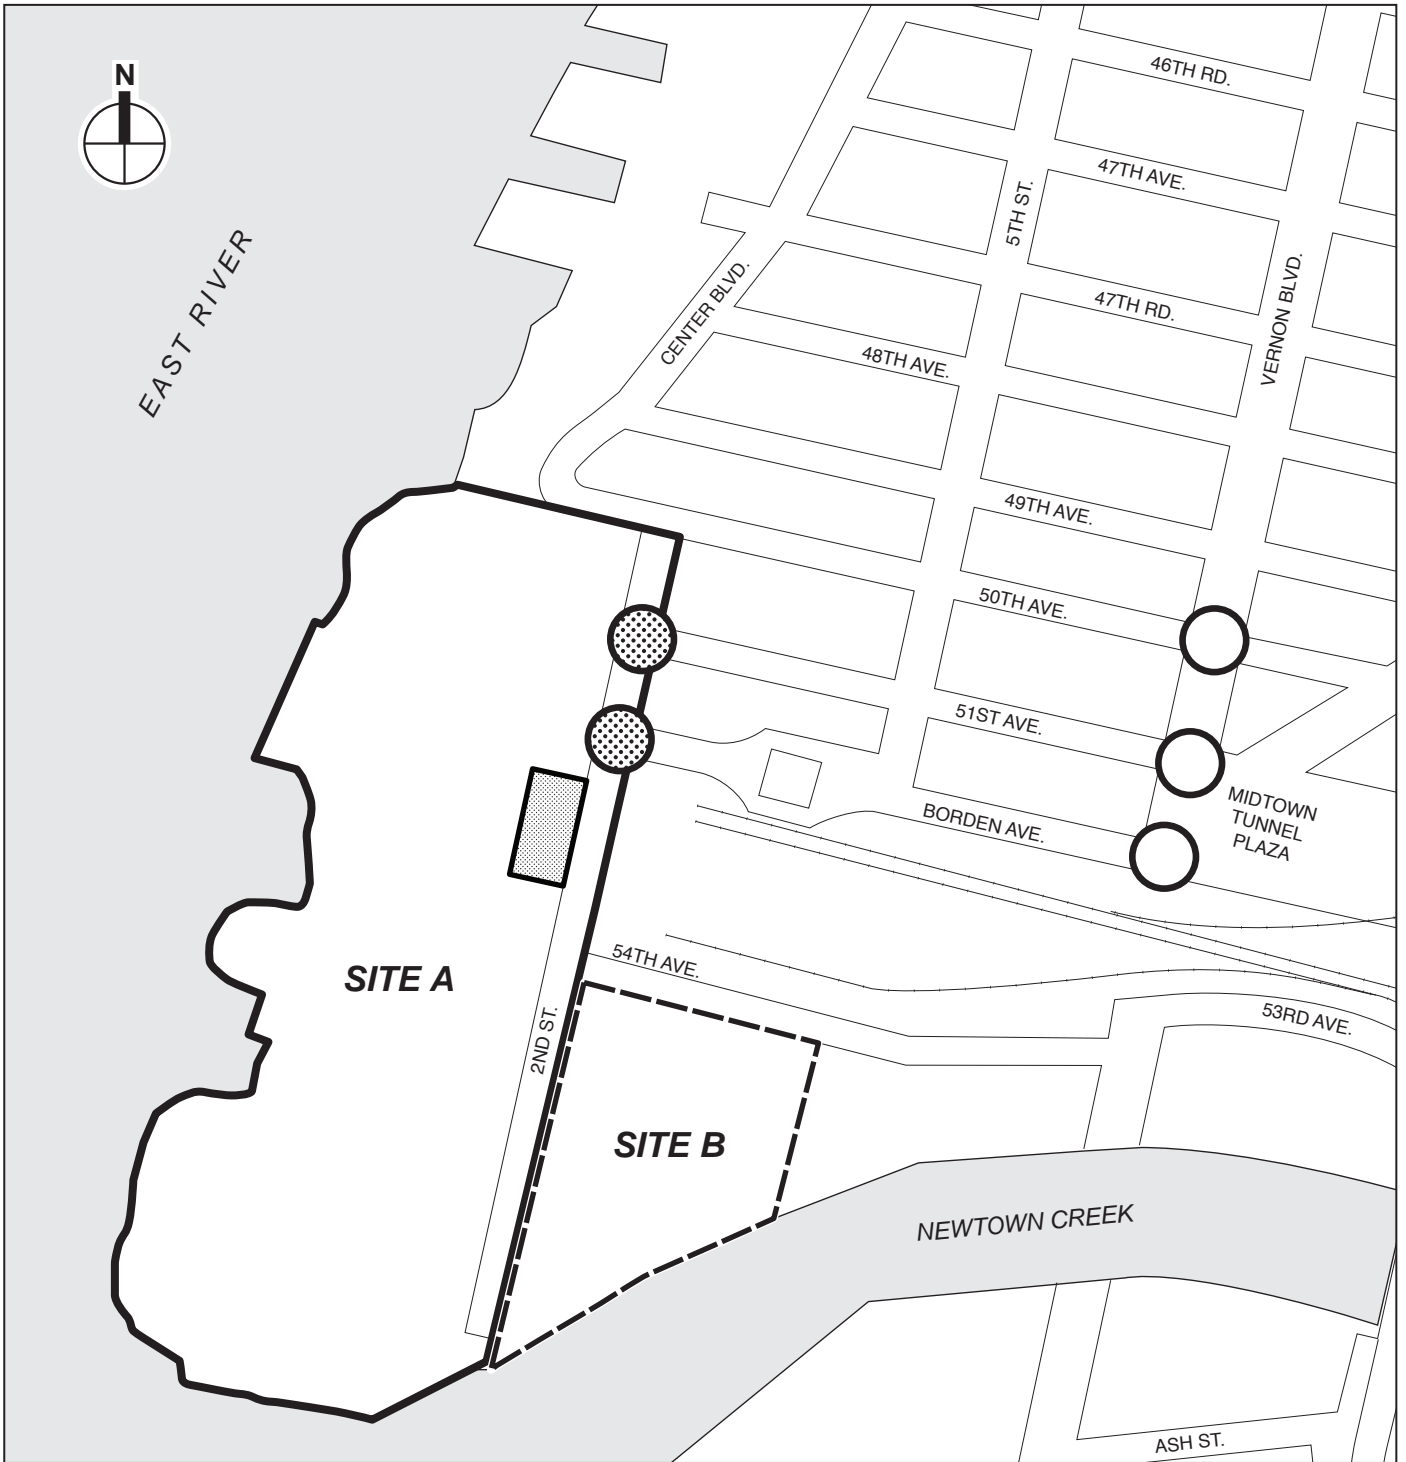 N
46TH RD.
47TH AVE.
5TH ST.
EAST RIVER
CENTER BLVD.
47TH RD.
VERNON BLVD.
48TH AVE.
49TH AVE.
50TH AVE.
51ST AVE.
MIDTOWN
TUNNEL
PLAZA
BORDEN AVE.
54TH AVE.
SITE A
53RD AVE.
2ND ST.
SITE B
NEWTOWN CREEK
ASH ST.